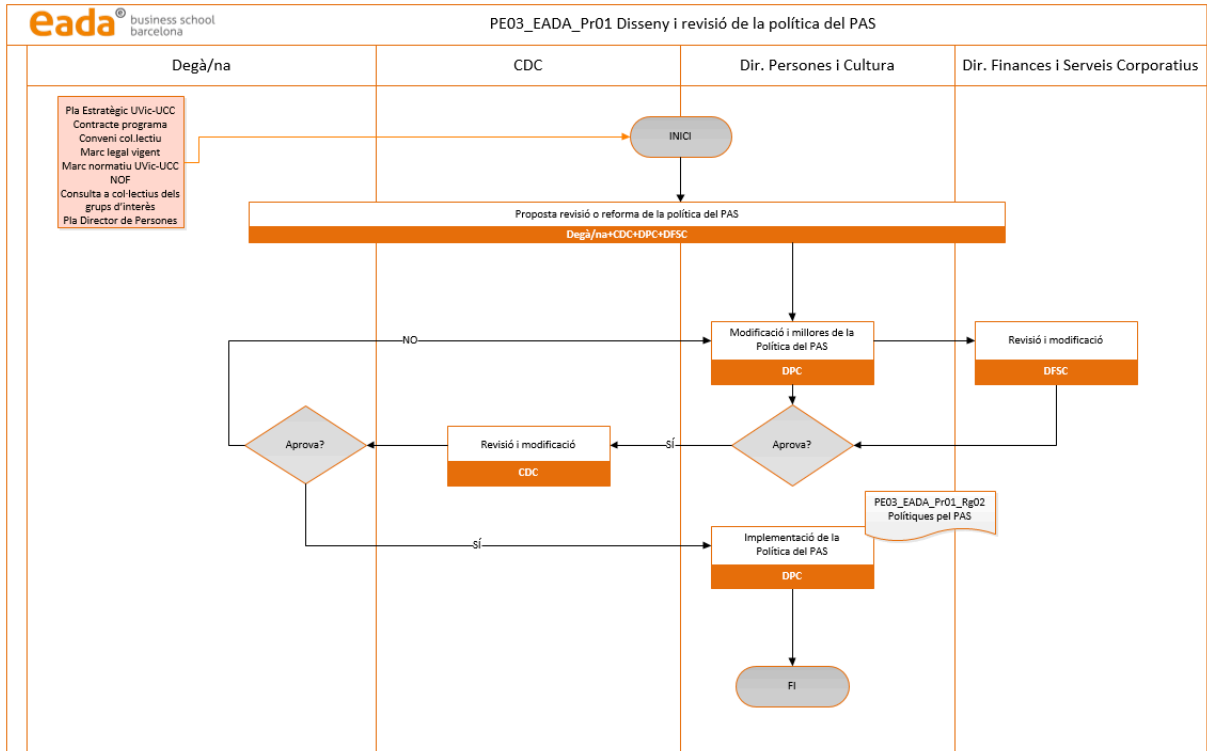 eada® business school
barcelona
PE03_EADA_Pr01 Disseny i revisió de la política del PAS
Degà/na
CDC
Dir. Persones i Cultura
Dir. Finances i Serveis Corporatius
Pla Estratègic UVic-UCC
Contracte programa
Conveni col.lectiu
Marc legal vigent
Marc normatiu UVic-UCC
NOF
Consulta a col·lectius dels
grups d'interès
Pla Director de Persones
INICI
Proposta revisió o reforma de la política del PAS
Degà/na+CDC+DPC+DFSC
NO
Modificació i millores de la
Política del PAS
DPC
Revisió i modificació
DFSC
Aprova?
Revisió i modificació
CDC
SÍ
Aprova?
PE03_EADA_Pr01_Rg02
Polítiques pel PAS
SÍ
Implementació de la
Política del PAS
DPC
FI